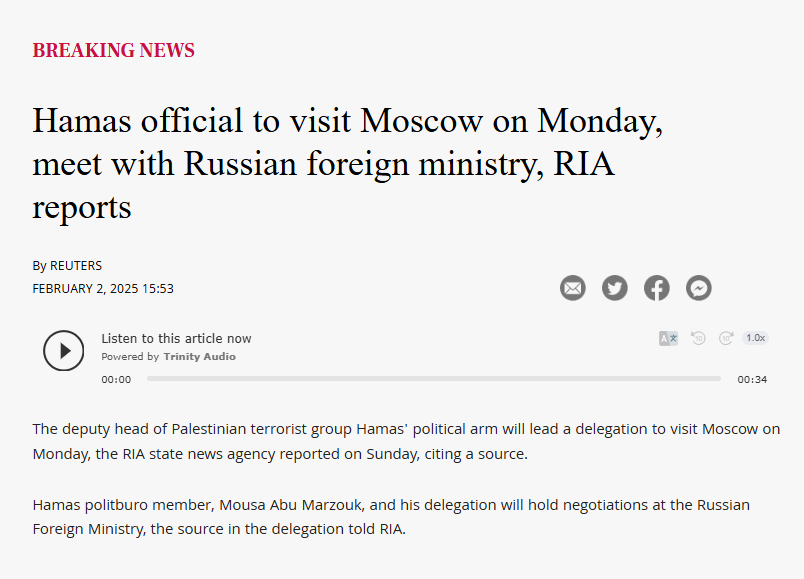 BREAKING NEWS
Hamas official to visit Moscow on Monday,
meet with Russian foreign ministry, RIA
reports
By REUTERS
FEBRUARY 2, 2025 15:53
Listen to this article now
Powered by Trinity Audio
1.0x
00:00
00:34
The deputy head of Palestinian terrorist group Hamas' political arm will lead a delegation to visit Moscow on
Monday, the RIA state news agency reported on Sunday, citing a source.
Hamas politburo member, Mousa Abu Marzouk, and his delegation will hold negotiations at the Russian
Foreign Ministry, the source in the delegation told RIA.